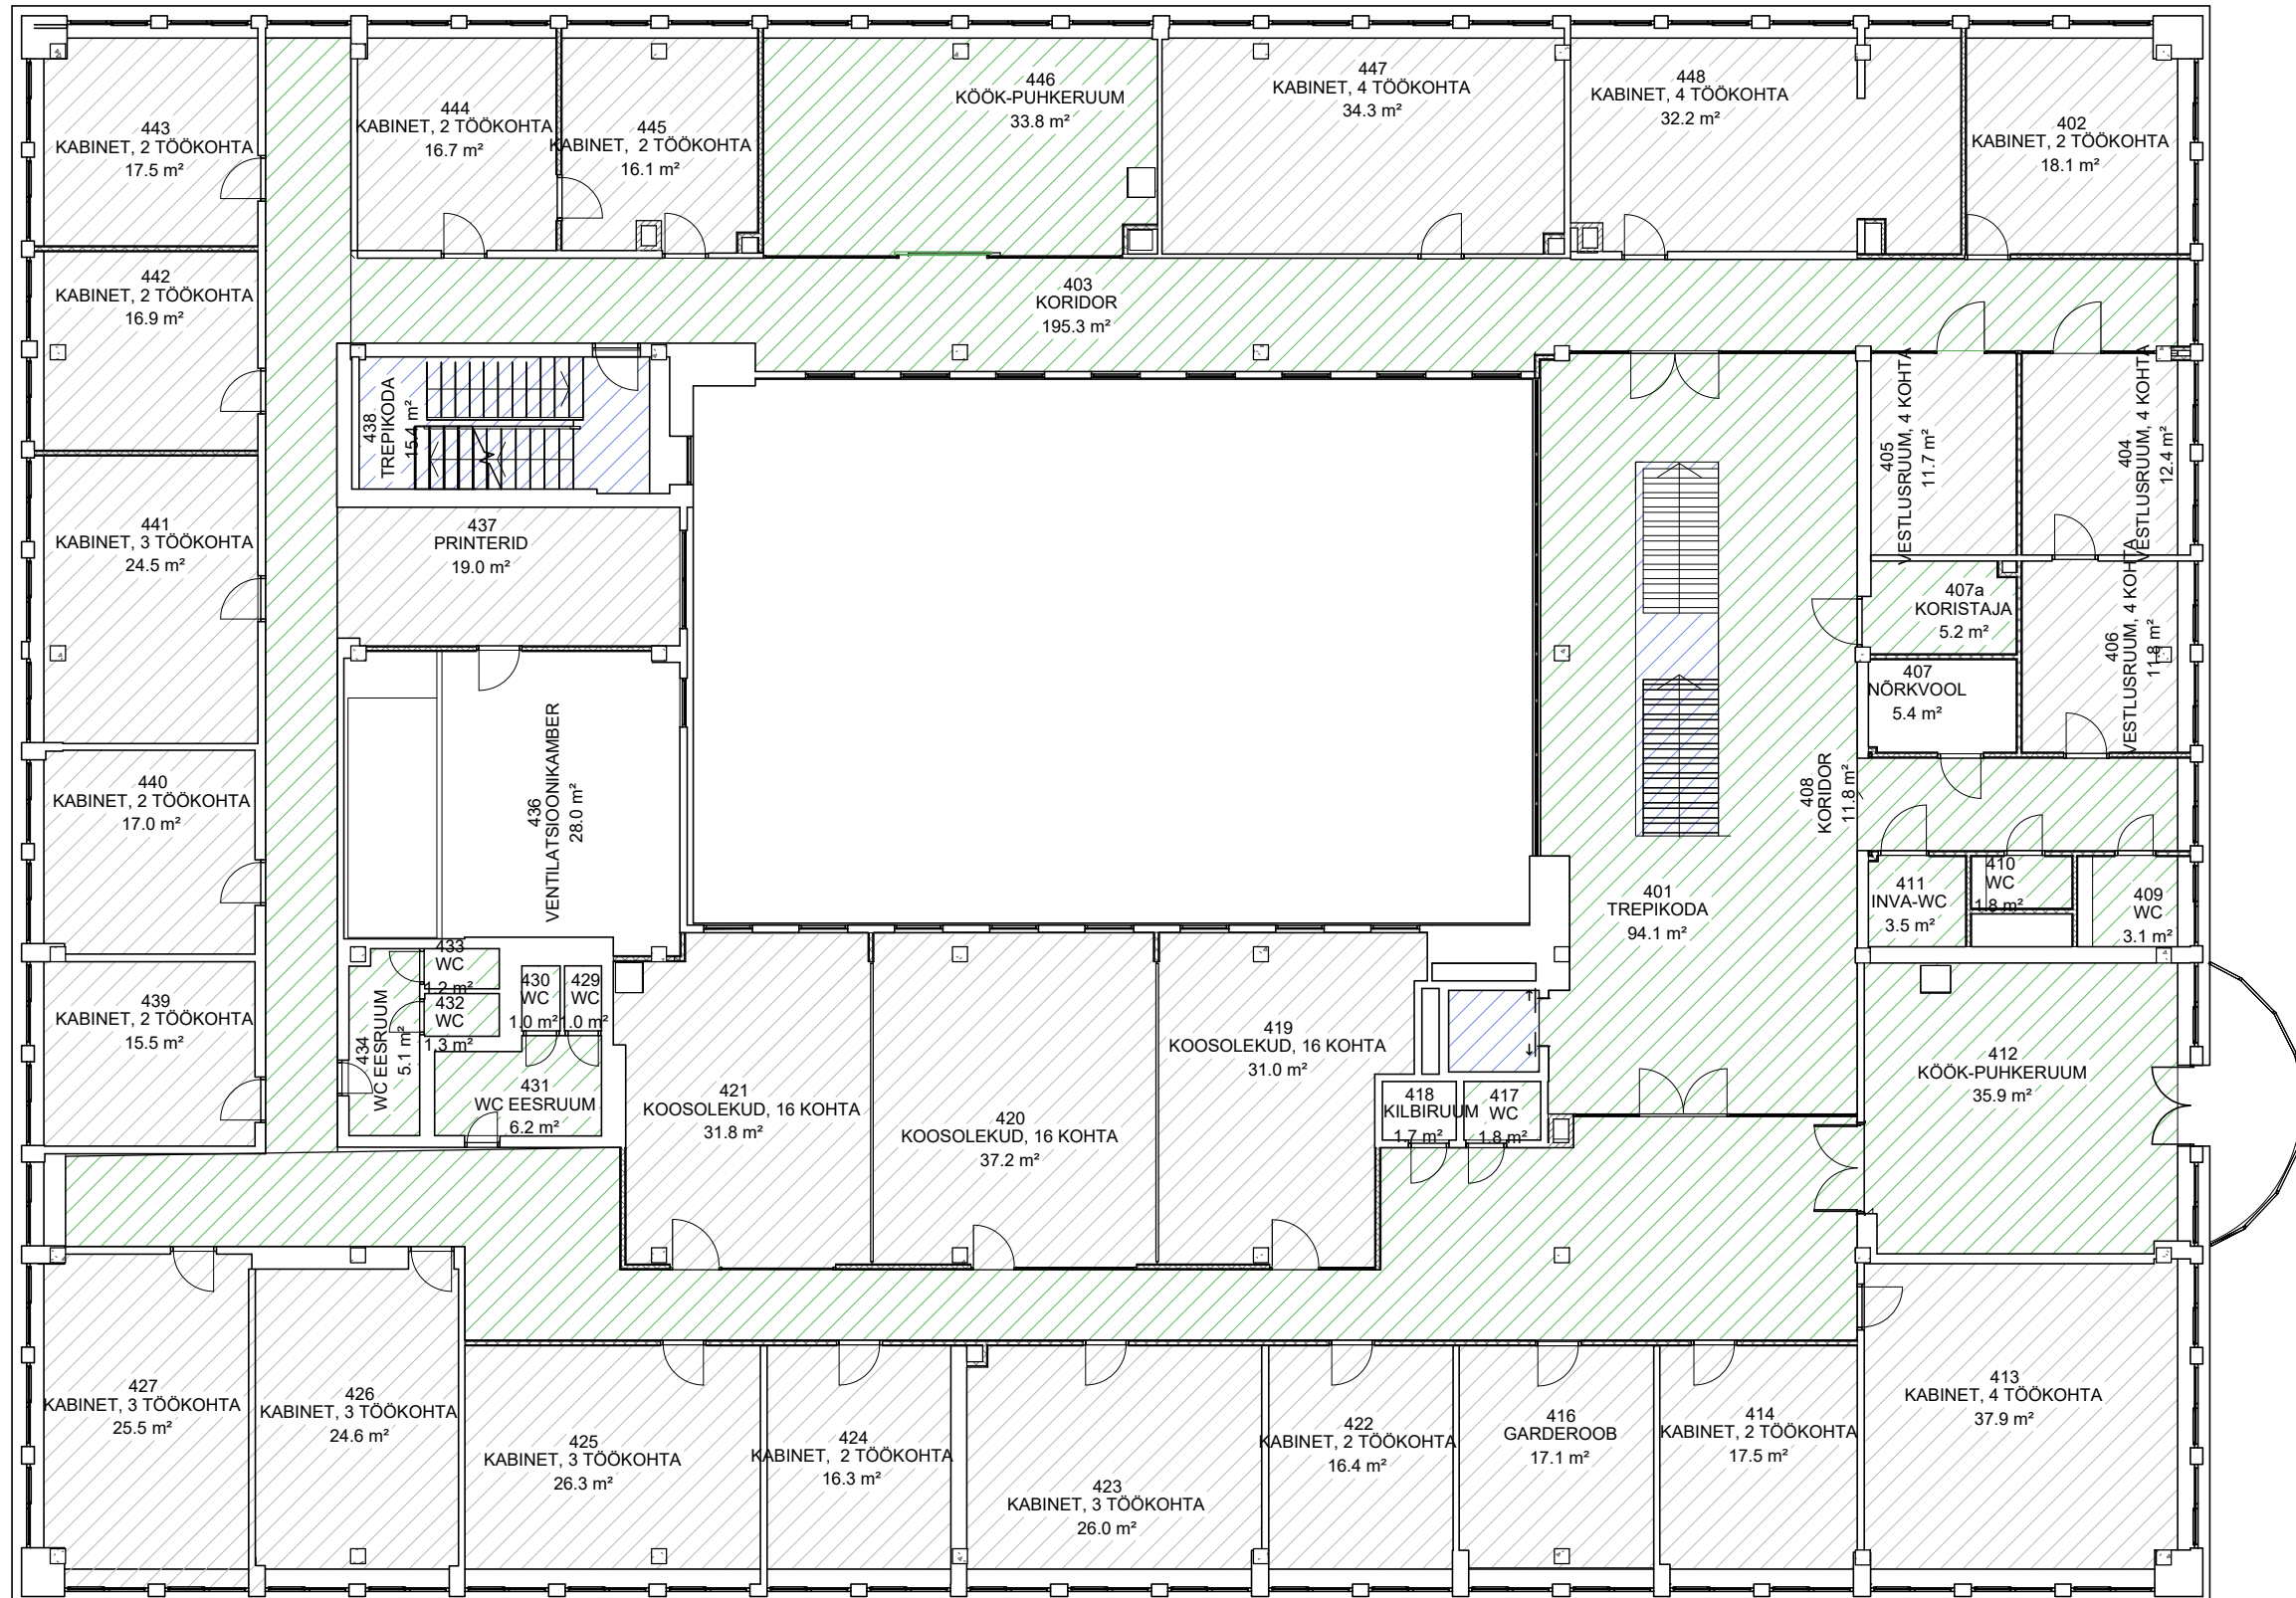 443
KABINET, 2 TÖÖKOHTA
17.5 m²
444
KABINET, 2 TÖÖKOHTA
16.7 m²
445
KABINET, 2 TÖÖKOHTA
16.1 m²
446
KÖÖK-PUHKERUUM
33.8 m²
447
KABINET, 4 TÖÖKOHTA
34.3 m²
448
KABINET, 4 TÖÖKOHTA
32.2 m²
402
KABINET, 2 TÖÖKOHTA
18.1 m²
442
KABINET, 2 TÖÖKOHTA
16.9 m²
403
KORIDOR
195.3 m²
438
TREPIKODA
15.4 m²
405
VESTLUSRUUM, 4 KOHTA
11.7 m²
404
VESTLUSRUUM, 4 KOHTA
12.4 m²
441
KABINET, 3 TÖÖKOHTA
24.5 m²
437
PRINTERID
19.0 m²
407a
KORISTAJA
5.2 m²
406
VESTLUSRUUM, 4 KOHTA
11.8 m²
407
NÕRKVOOL
5.4 m²
440
KABINET, 2 TÖÖKOHTA
17.0 m²
436
VENTILATSIOONIKAMBER
28.0 m²
408
KORIDOR
11.8 m²
401
TREPIKODA
94.1 m²
411
INVA-WC
3.5 m²
410
WC
1.8 m²
409
WC
3.1 m²
439
KABINET, 2 TÖÖKOHTA
15.5 m²
434
WC EESRUUM
5.1 m²
433
WC
1.2 m²
432
WC
1.3 m²
430
WC
1.0 m²
429
WC
1.0 m²
431
WC EESRUUM
6.2 m²
421
KOOSOLEKUD, 16 KOHTA
31.8 m²
420
KOOSOLEKUD, 16 KOHTA
37.2 m²
419
KOOSOLEKUD, 16 KOHTA
31.0 m²
418
KILBIRUUM
1.7 m²
417
WC
1.8 m²
412
KÖÖK-PUHKERUUM
35.9 m²
427
KABINET, 3 TÖÖKOHTA
25.5 m²
426
KABINET, 3 TÖÖKOHTA
24.6 m²
425
KABINET, 3 TÖÖKOHTA
26.3 m²
424
KABINET, 2 TÖÖKOHTA
16.3 m²
423
KABINET, 3 TÖÖKOHTA
26.0 m²
422
KABINET, 2 TÖÖKOHTA
16.4 m²
416
GARDEROOB
17.1 m²
414
KABINET, 2 TÖÖKOHTA
17.5 m²
413
KABINET, 4 TÖÖKOHTA
37.9 m²